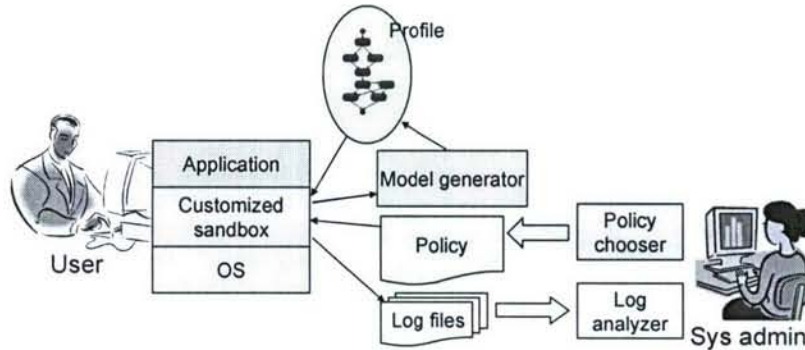 Profile
Application
Model generator
Customized
sandbox
Policy
Policy
chooser
User
OS
Log files
Log
analyzer
Sys admin